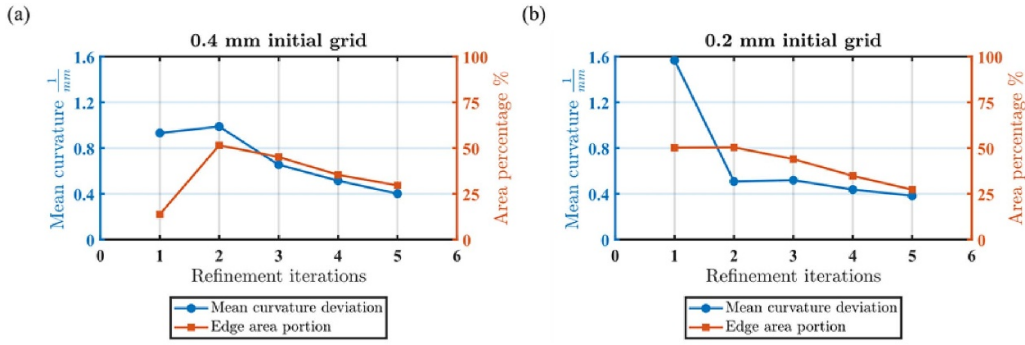 (a)
0.4 mm initial grid
1.6
1.2
0.8
0.4
0
Mean curvature 1/mm
100
75
50
25
0
Area percentage %
0 1 2 3 4 5 6
Refinement iterations
Mean curvature deviation
Edge area portion
(b)
0.2 mm initial grid
1.6
1.2
0.8
0.4
0
Mean curvature 1/mm
100
75
50
25
0
Area percentage %
0 1 2 3 4 5 6
Refinement iterations
Mean curvature deviation
Edge area portion